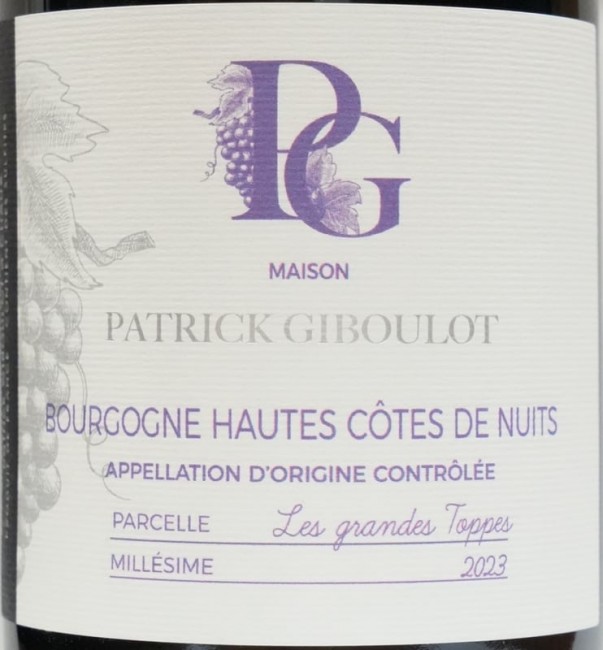 PG
MAISON
PATRICK GIBOULOT
BOURGOGNE HAUTES CÔTES DE NUITS
APPELLATION D'ORIGINE CONTRÔLÉE
PARCELLE Les grandes Toppes
MILLÉSIME 2023